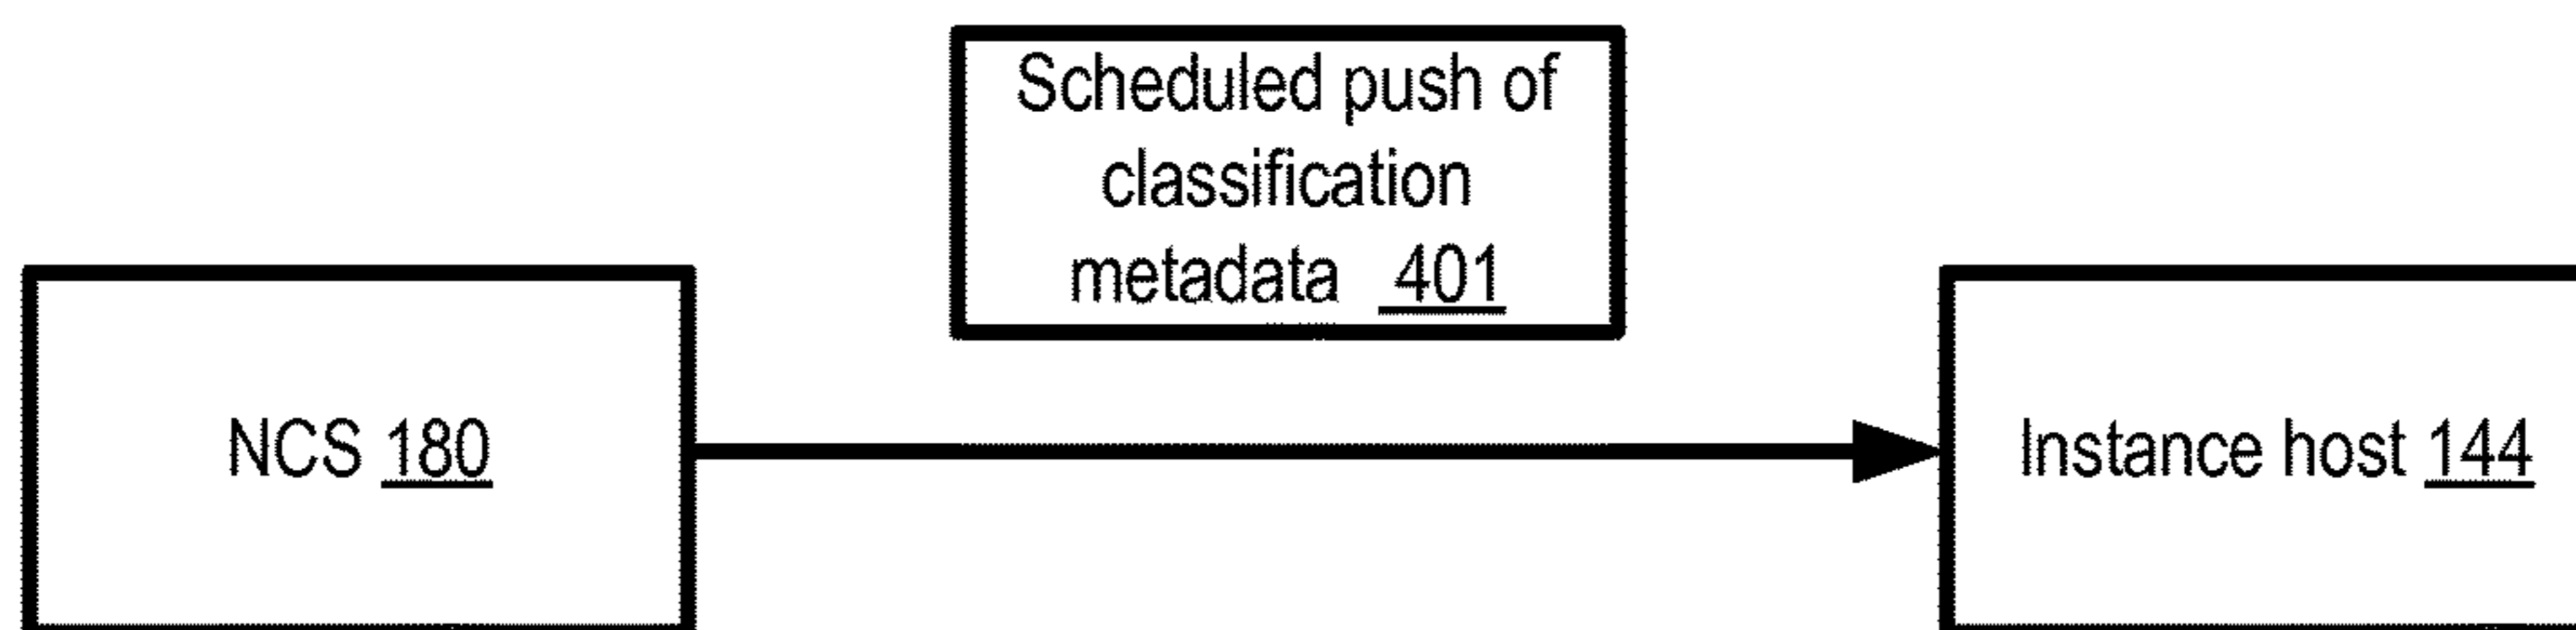 Scheduled push of
classification
metadata 401
NCS 180
Instance host 144